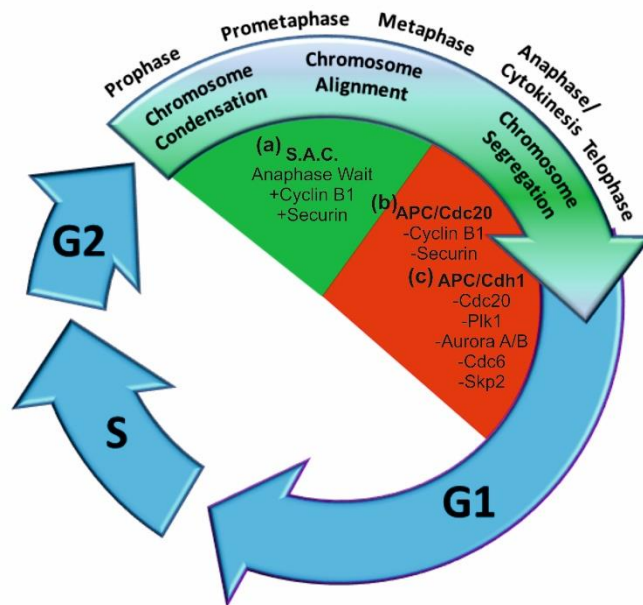 Prophase
Prometaphase
Metaphase
Anaphase/
Cytokinesis
Telophase
Chromosome
Condensation
Chromosome
Alignment
Chromosome
Segregation
(a) S.A.C.
Anaphase Wait
+Cyclin B1
+Securin
(b) APC/Cdc20
-Cyclin B1
-Securin
(c) APC/Cdh1
-Cdc20
-Plk1
-Aurora A/B
-Cdc6
-Skp2
G2
S
G1